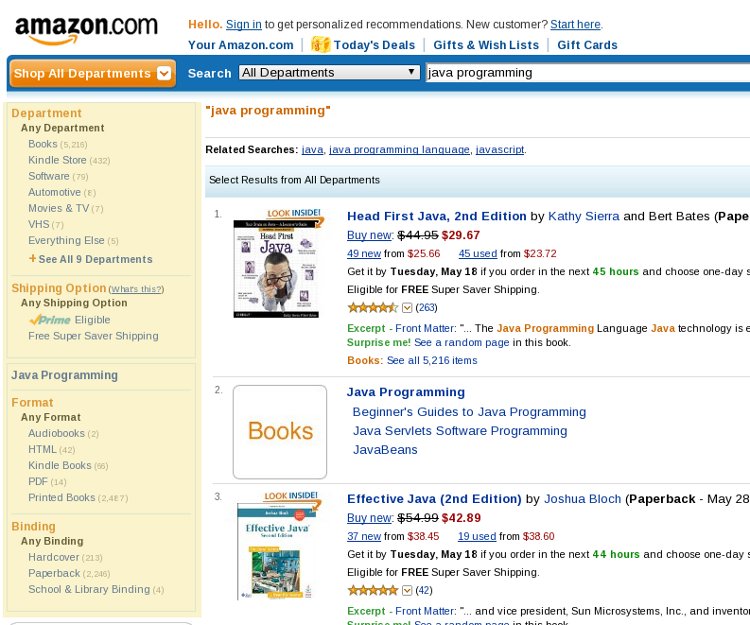 amazon.com
Hello. Sign in to get personalized recommendations. New customer? Start here.
Your Amazon.com Today's Deals Gifts & Wish Lists Gift Cards
Shop All Departments Search All Departments java programming
Department
Any Department
Books (5,216)
Kindle Store (432)
Software (79)
Automotive (8)
Movies & TV (7)
VHS (7)
Everything Else (5)
+ See All 9 Departments
Shipping Option (What's this?)
Any Shipping Option
Prime Eligible
Free Super Saver Shipping
Java Programming
Format
Any Format
Audiobooks (2)
HTML (42)
Kindle Books (66)
PDF (14)
Printed Books (2,487)
Binding
Any Binding
Hardcover (213)
Paperback (2,246)
School & Library Binding (4)
"java programming"
Related Searches: java, java programming language, javascript.
Select Results from All Departments
1.
LOOK INSIDE!
Head First
Java
Head First Java, 2nd Edition by Kathy Sierra and Bert Bates (Pape
Buy new: $44.95 $29.67
49 new from $25.66 45 used from $23.72
Get it by Tuesday, May 18 if you order in the next 45 hours and choose one-day s
Eligible for FREE Super Saver Shipping.
(263)
Excerpt - Front Matter: "... The Java Programming Language Java technology is e
Surprise me! See a random page in this book.
Books: See all 5,216 items
2.
Books
Java Programming
Beginner's Guides to Java Programming
Java Servlets Software Programming
JavaBeans
3.
LOOK INSIDE!
Joshua Bloch
Effective Java
Second Edition
Effective Java (2nd Edition) by Joshua Bloch (Paperback - May 28
Buy new: $54.99 $42.89
37 new from $38.45 19 used from $38.60
Get it by Tuesday, May 18 if you order in the next 44 hours and choose one-day s
Eligible for FREE Super Saver Shipping.
(42)
Excerpt - Front Matter: "... and vice president, Sun Microsystems, Inc., and inventor
Surprise me! See a random page in this book.